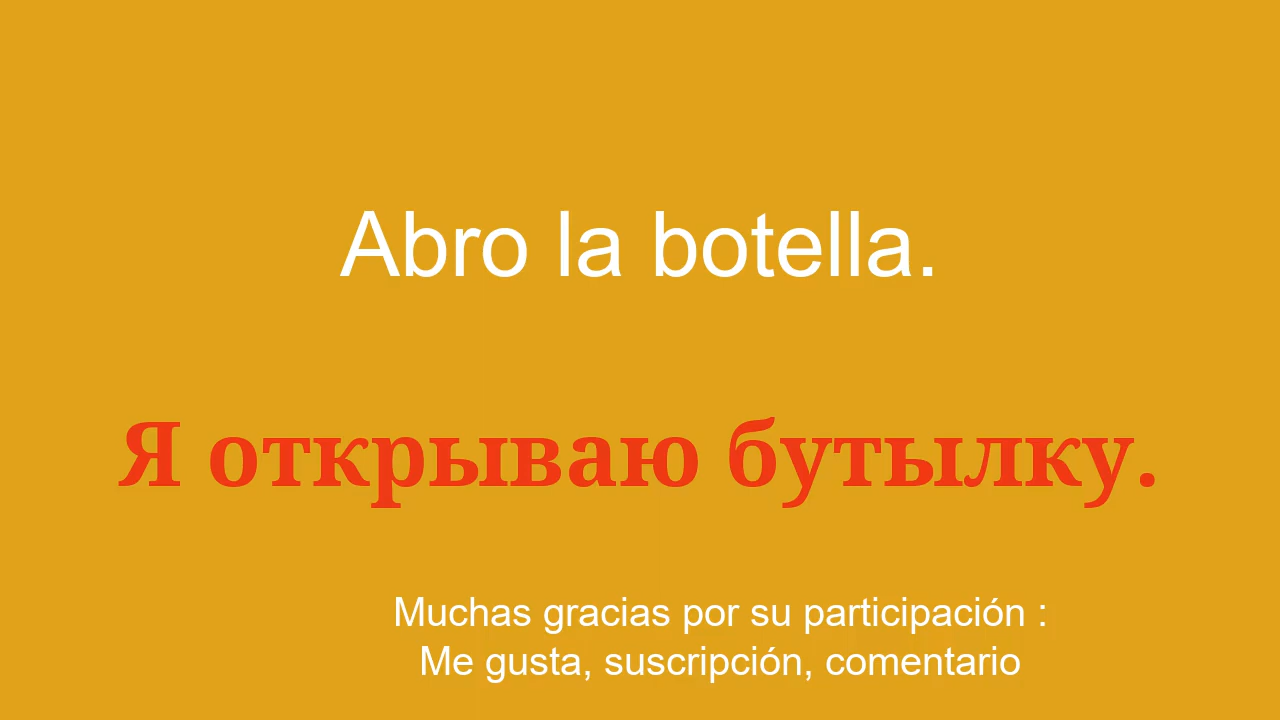 Abro la botella.
Я открываю бутылку.
Muchas gracias por su participación :
Me gusta, suscripción, comentario